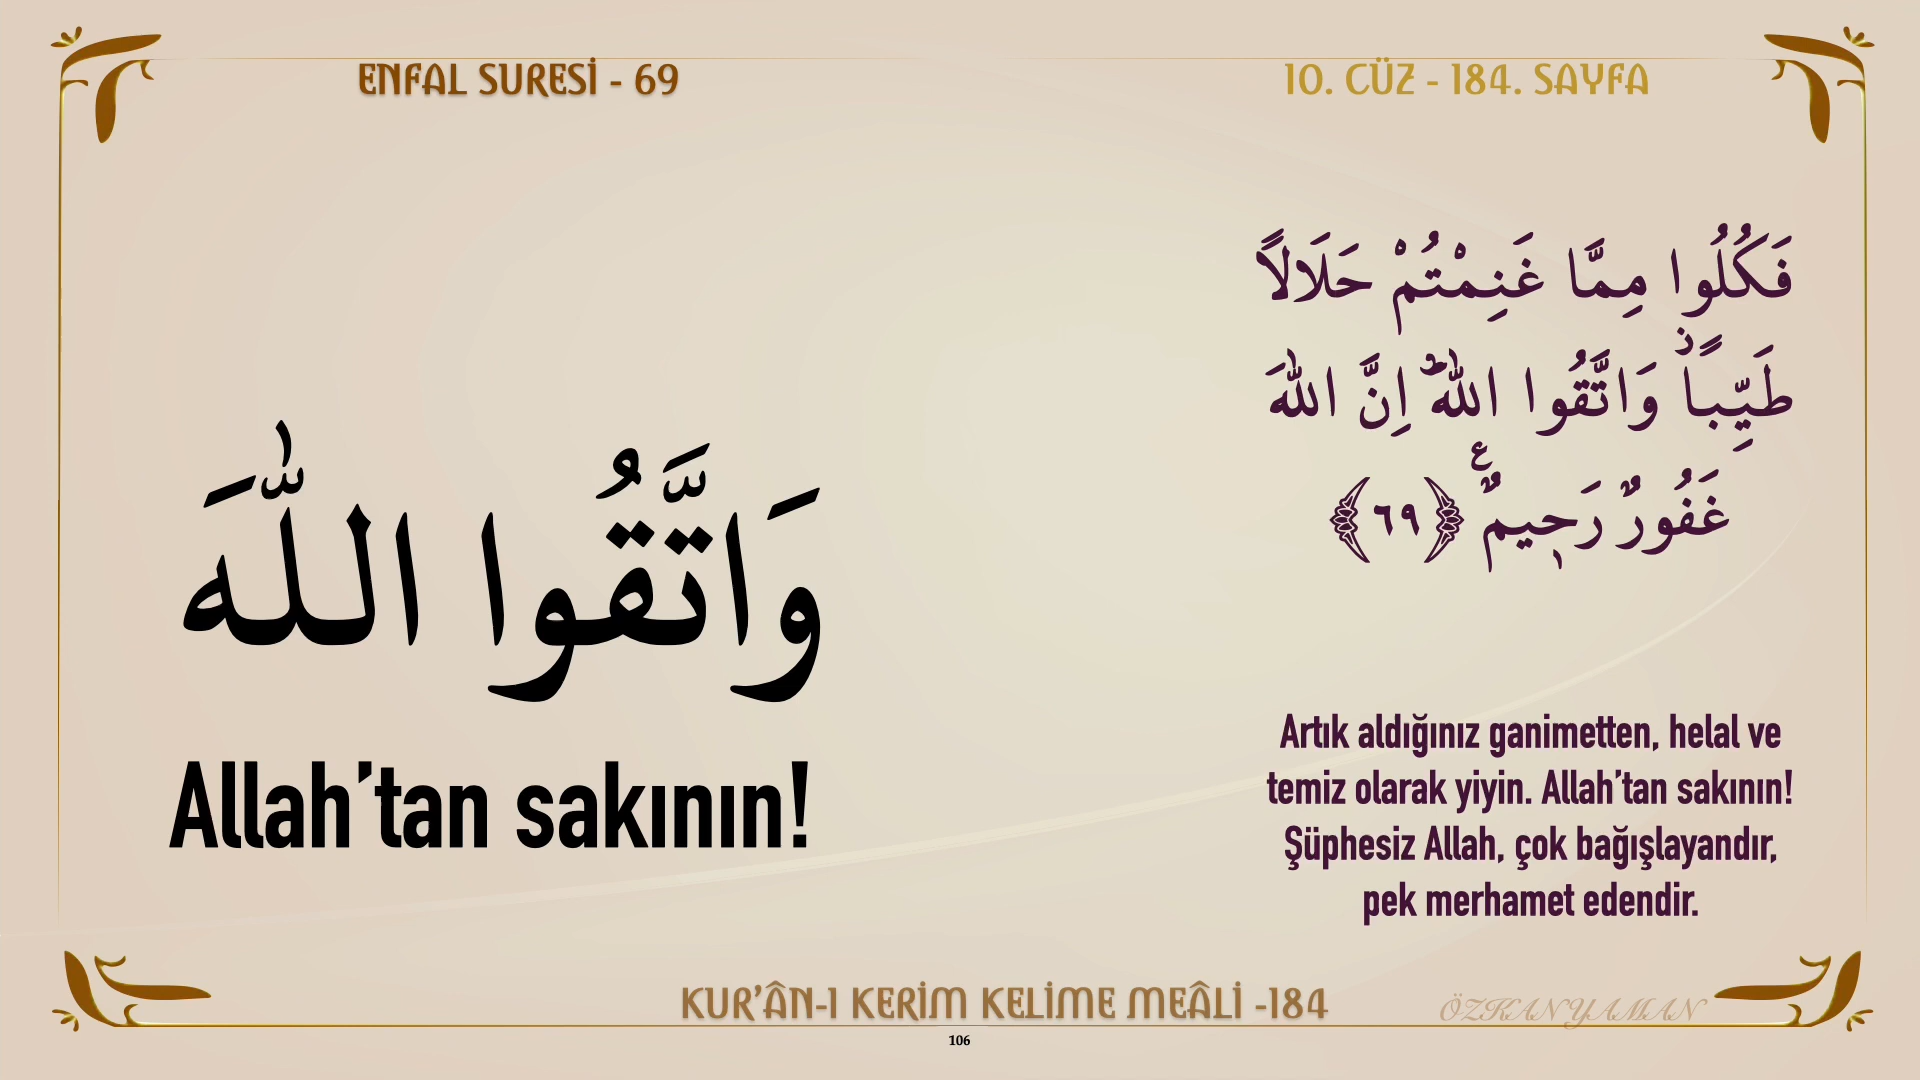 ENFAL SURESİ - 69
10. CÜZ - 184. SAYFA
وَاتَّقُوا اللّٰهَ
Allah’tan sakının!
فَكُلُوا مِمَّا غَنِمْتُمْ حَلَالاً
طَيِّباًۘ وَاتَّقُوا اللّٰهَۜ اِنَّ اللّٰهَ
غَفُورٌ رَح۪يمٌ۟ ﴿٦٩﴾
Artık aldığınız ganimetten, helal ve
temiz olarak yiyin. Allah’tan sakının!
Şüphesiz Allah, çok bağışlayandır,
pek merhamet edendir.
KUR’ÂN-I KERİM KELİME MEÂLİ -184
ÖZKAN YAMAN
106